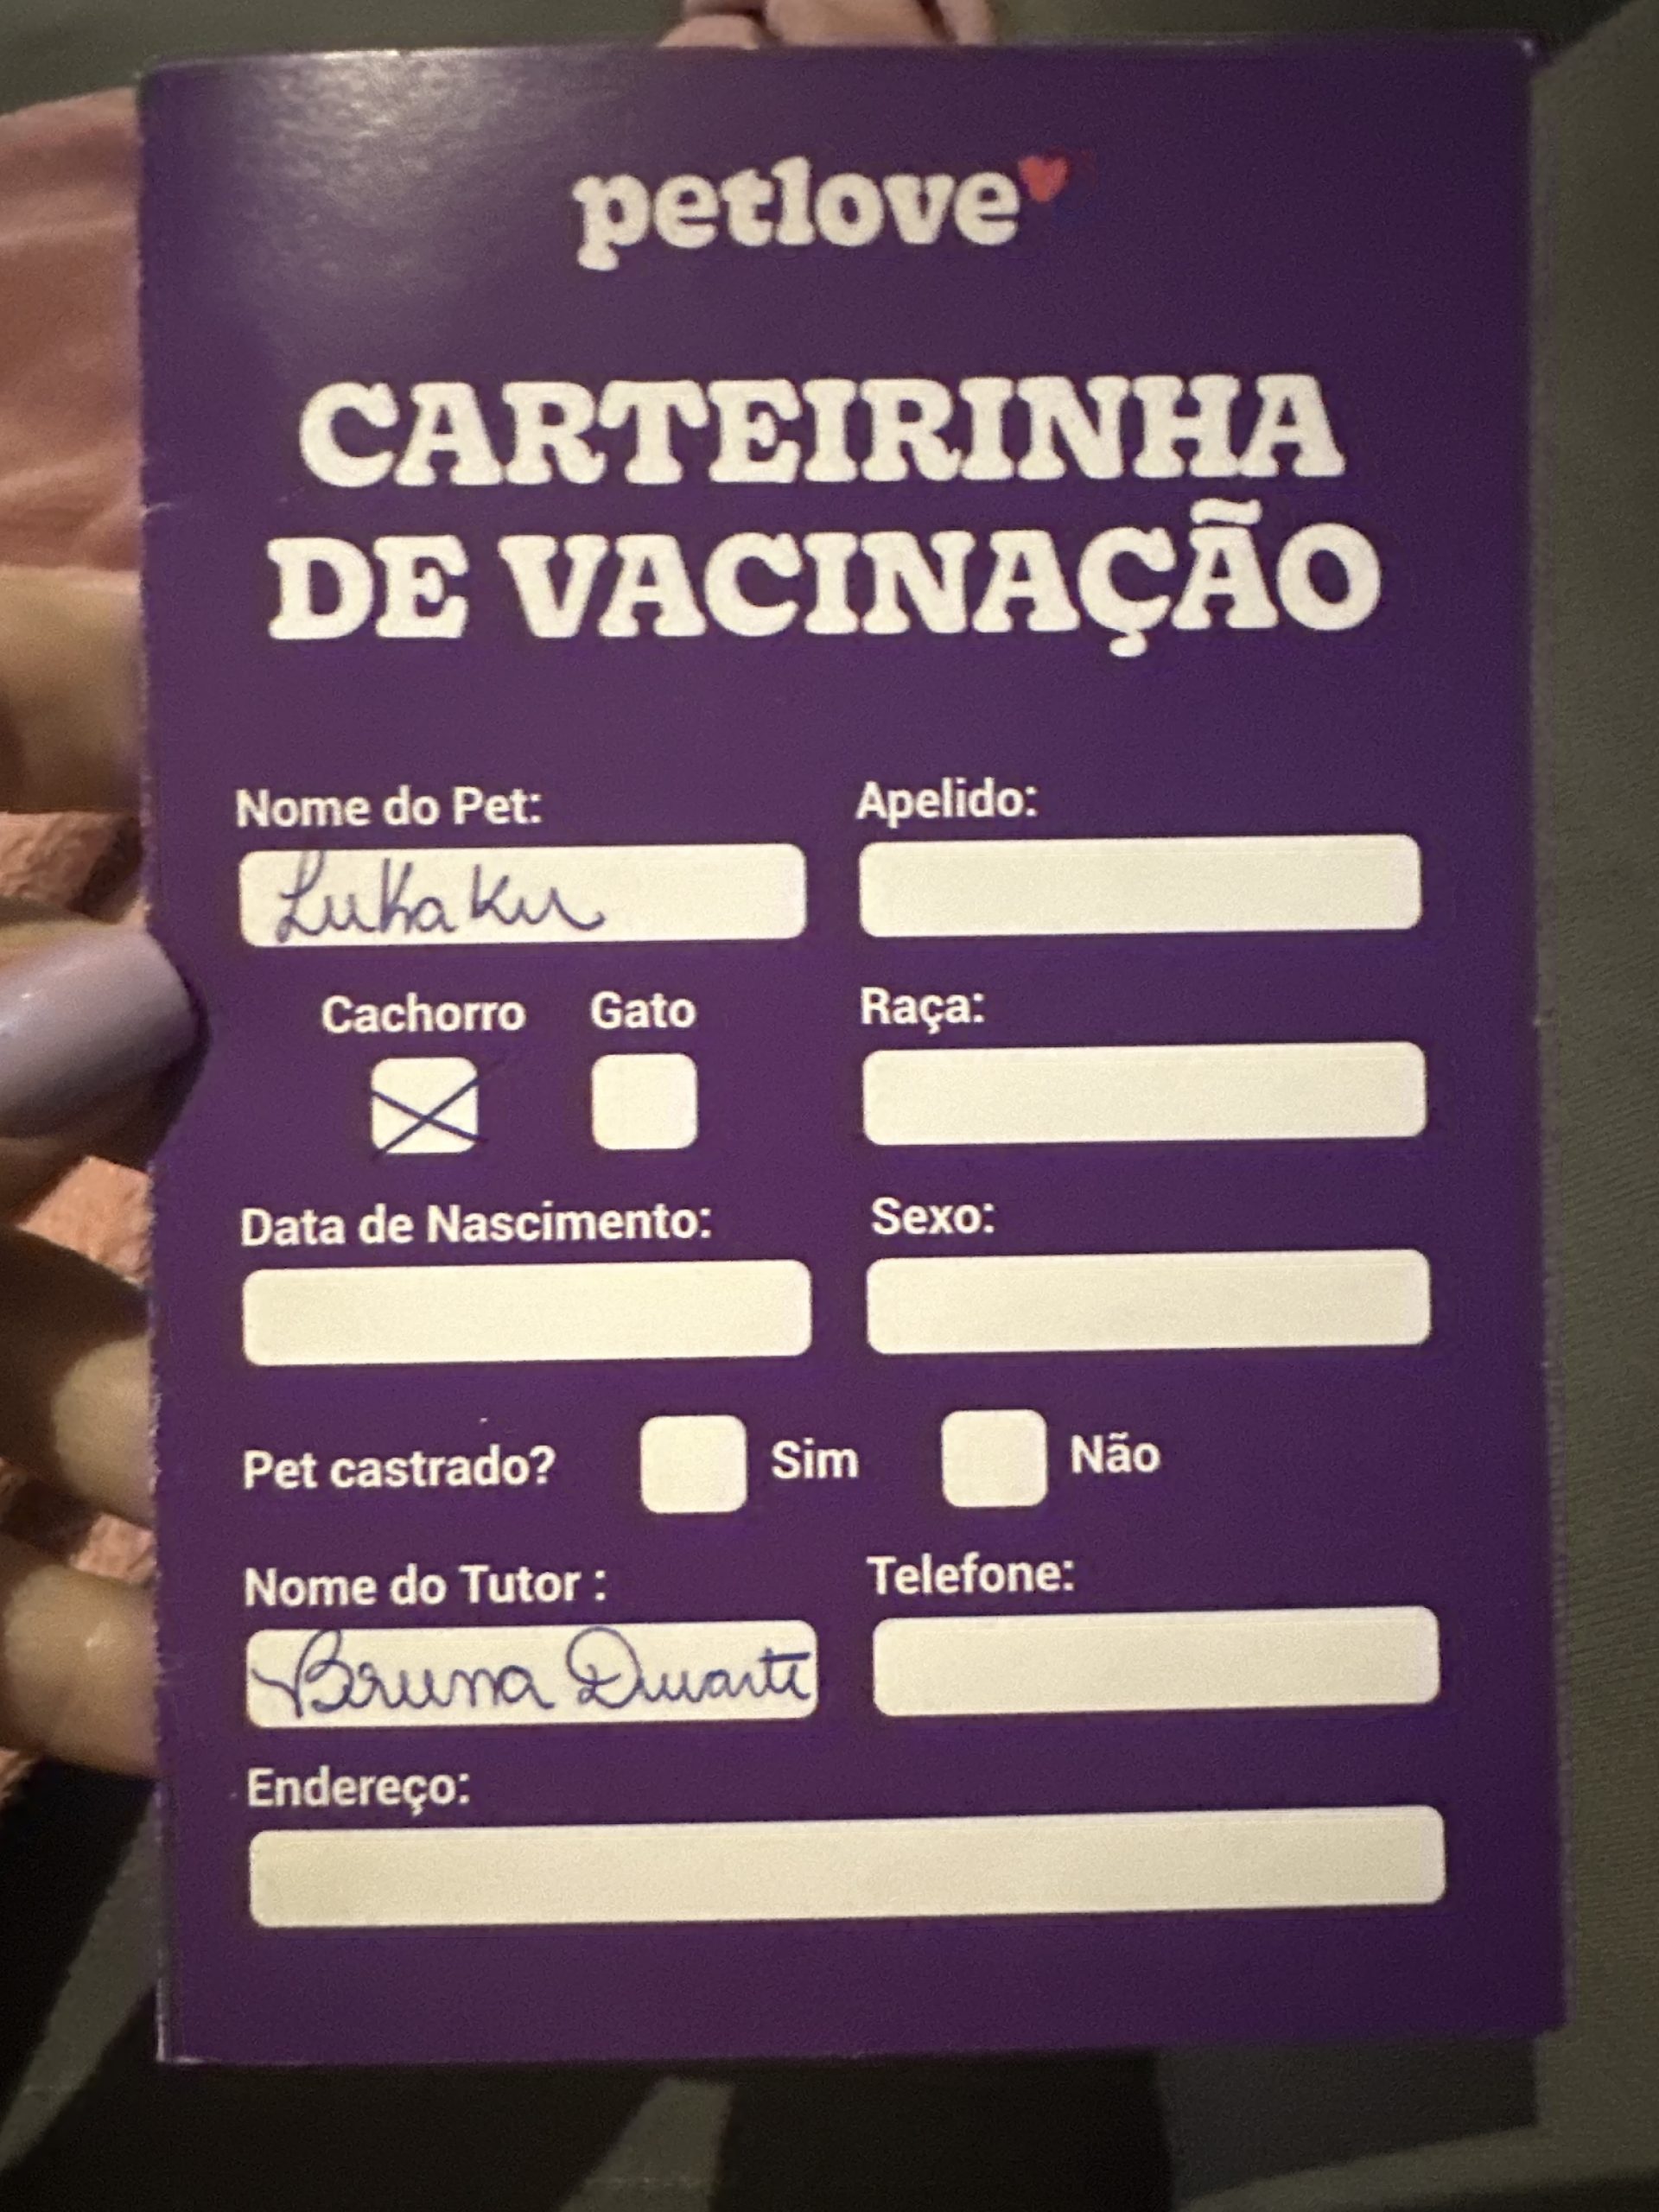 petlove
CARTEIRINHA
DE VACINAÇÃO
Nome do Pet: Apelido:
Lukaku
Cachorro Gato Raça:
Data de Nascimento: Sexo:
Pet castrado? Sim Não
Nome do Tutor : Telefone:
Bruna Duarte
Endereço: